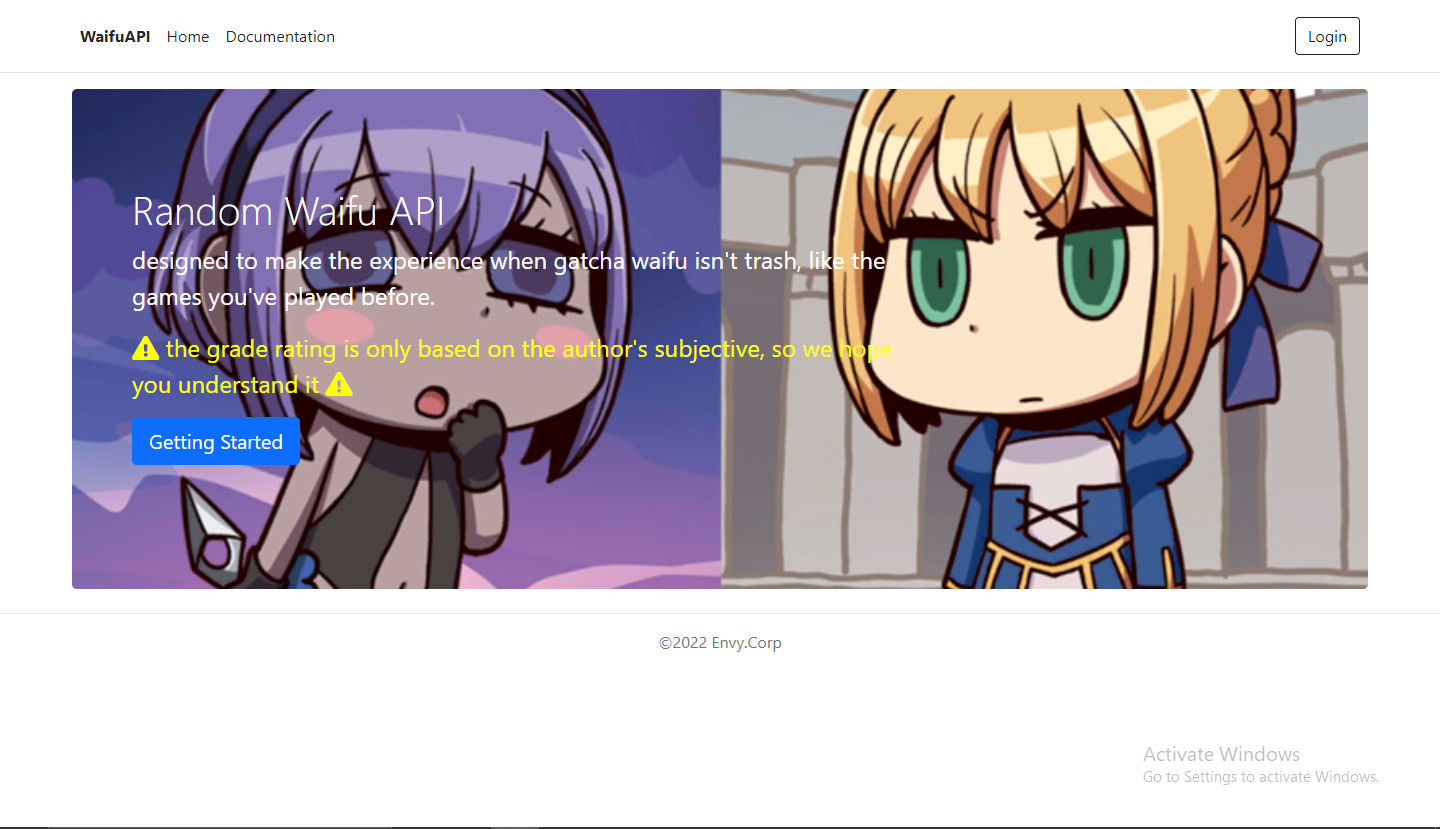 WaifuAPI Home Documentation Login
Random Waifu API
designed to make the experience when gatcha waifu isn't trash, like the
games you've played before.
the grade rating is only based on the author's subjective, so we hope
you understand it
Getting Started
©2022 Envy.Corp
Activate Windows
Go to Settings to activate Windows.